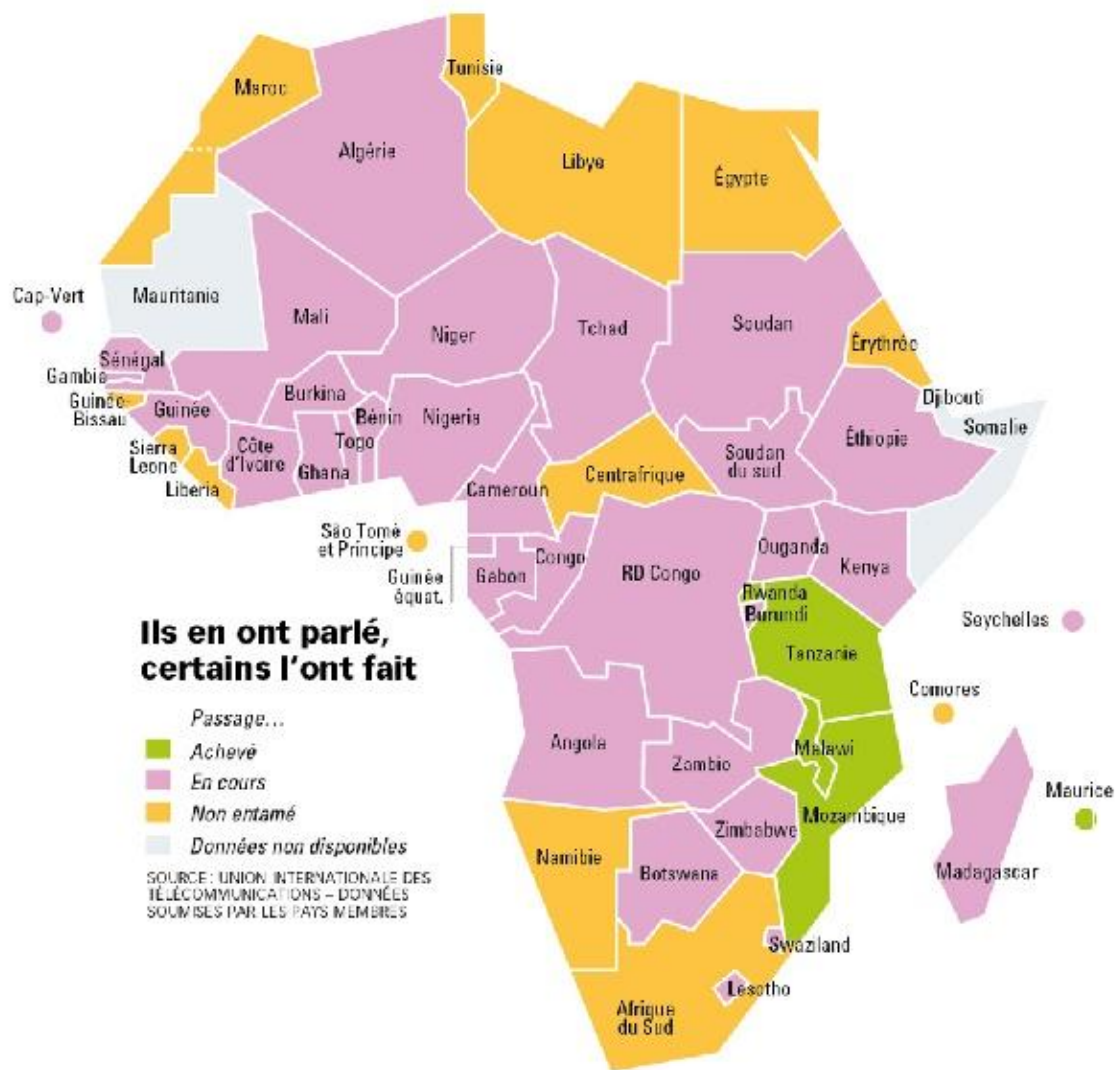 Tunisie
Maroc
Algérie
Libye
Égypte
Cap-Vert
Mauritanie
Mali
Niger
Tchad
Soudan
Érythrée
Sénégal
Gambie
Guinée-
Bissau
Guinée
Burkina
Bénin
Nigeria
Djibouti
Somalie
Sierra
Leone
Côte
d'Ivoire
Togo
Ghana
Liberia
Soudan
du sud
Éthiopie
Cameroun
Centrafrique
São Tomé
et Príncipe
Guinée
équat.
Gabon
Congo
RD Congo
Ouganda
Kenya
Rwanda
Burundi
Seychelles
Tanzanie
Comores
Ils en ont parlé,
certains l'ont fait
Passage...
Achevé
En cours
Non entamé
Données non disponibles
SOURCE : UNION INTERNATIONALE DES
TÉLÉCOMMUNICATIONS – DONNÉES
SOUMISES PAR LES PAYS MEMBRES
Angola
Zambie
Malawi
Maurice
Mozambique
Zimbabwe
Namibie
Botswana
Madagascar
Swaziland
Lesotho
Afrique
du Sud